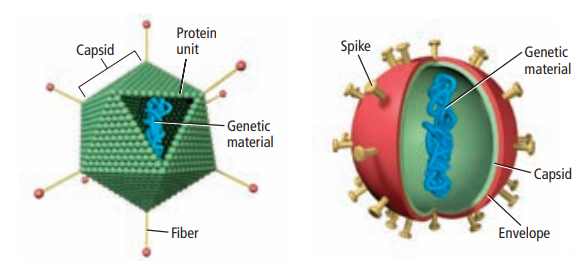 Capsid
Protein
unit
Genetic
material
Fiber
Spike
Genetic
material
Capsid
Envelope